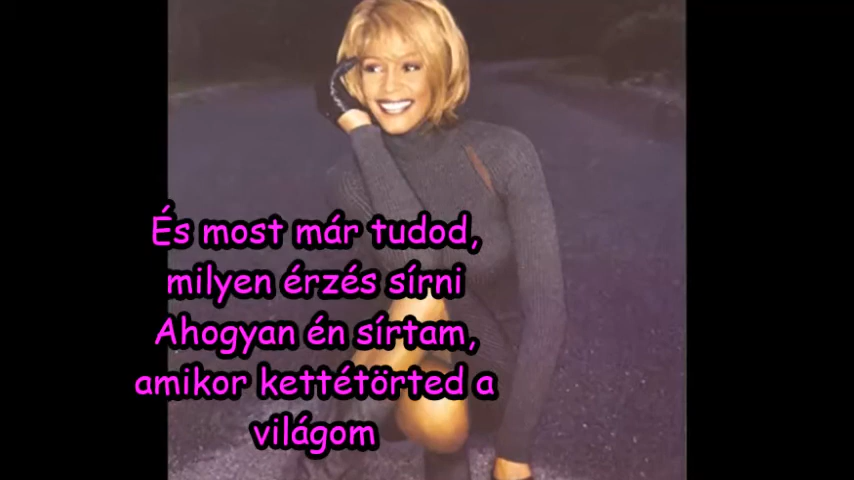 És most már tudod,
milyen érzés sírni
Ahogyan én sírtam,
amikor kettétörted a
világom